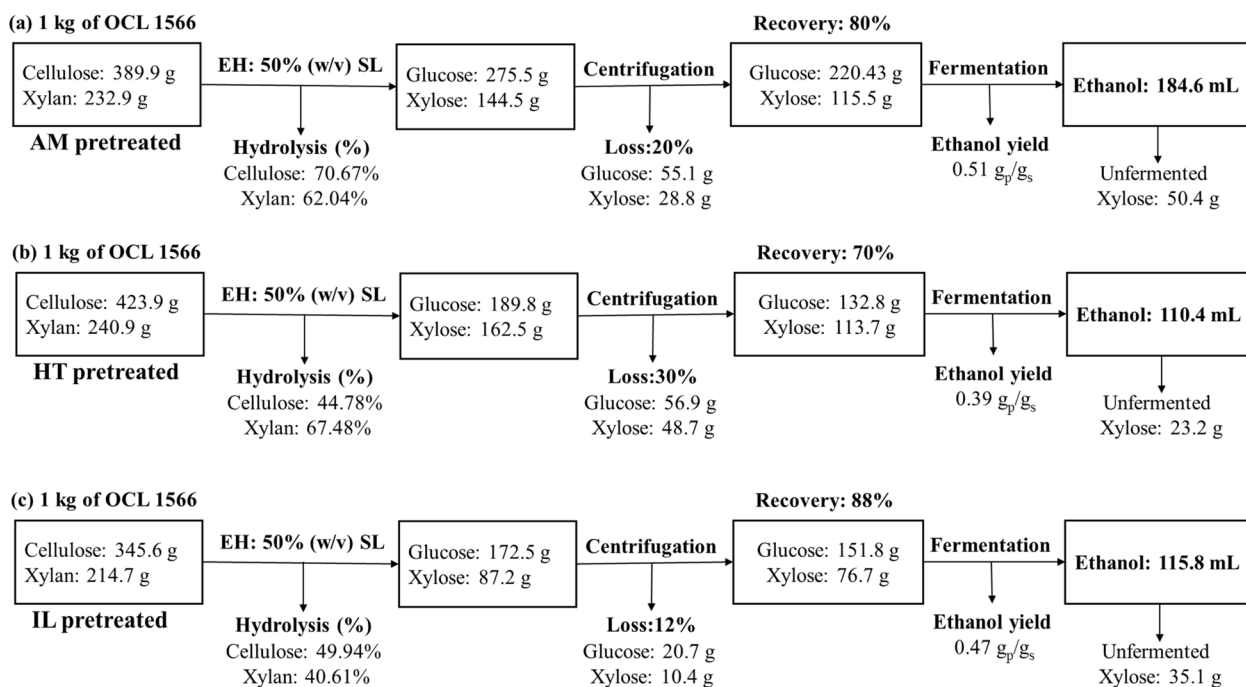 (a) 1 kg of OCL 1566
Recovery: 80%
Cellulose: 389.9 g
Xylan: 232.9 g
AM pretreated
EH: 50% (w/v) SL
Hydrolysis (%)
Cellulose: 70.67%
Xylan: 62.04%
Glucose: 275.5 g
Xylose: 144.5 g
Centrifugation
Loss:20%
Glucose: 55.1 g
Xylose: 28.8 g
Glucose: 220.43 g
Xylose: 115.5 g
Fermentation
Ethanol yield
0.51 gp/gs
Ethanol: 184.6 mL
Unfermented
Xylose: 50.4 g
(b) 1 kg of OCL 1566
Recovery: 70%
Cellulose: 423.9 g
Xylan: 240.9 g
HT pretreated
EH: 50% (w/v) SL
Hydrolysis (%)
Cellulose: 44.78%
Xylan: 67.48%
Glucose: 189.8 g
Xylose: 162.5 g
Centrifugation
Loss:30%
Glucose: 56.9 g
Xylose: 48.7 g
Glucose: 132.8 g
Xylose: 113.7 g
Fermentation
Ethanol yield
0.39 gp/gs
Ethanol: 110.4 mL
Unfermented
Xylose: 23.2 g
(c) 1 kg of OCL 1566
Recovery: 88%
Cellulose: 345.6 g
Xylan: 214.7 g
IL pretreated
EH: 50% (w/v) SL
Hydrolysis (%)
Cellulose: 49.94%
Xylan: 40.61%
Glucose: 172.5 g
Xylose: 87.2 g
Centrifugation
Loss:12%
Glucose: 20.7 g
Xylose: 10.4 g
Glucose: 151.8 g
Xylose: 76.7 g
Fermentation
Ethanol yield
0.47 gp/gs
Ethanol: 115.8 mL
Unfermented
Xylose: 35.1 g